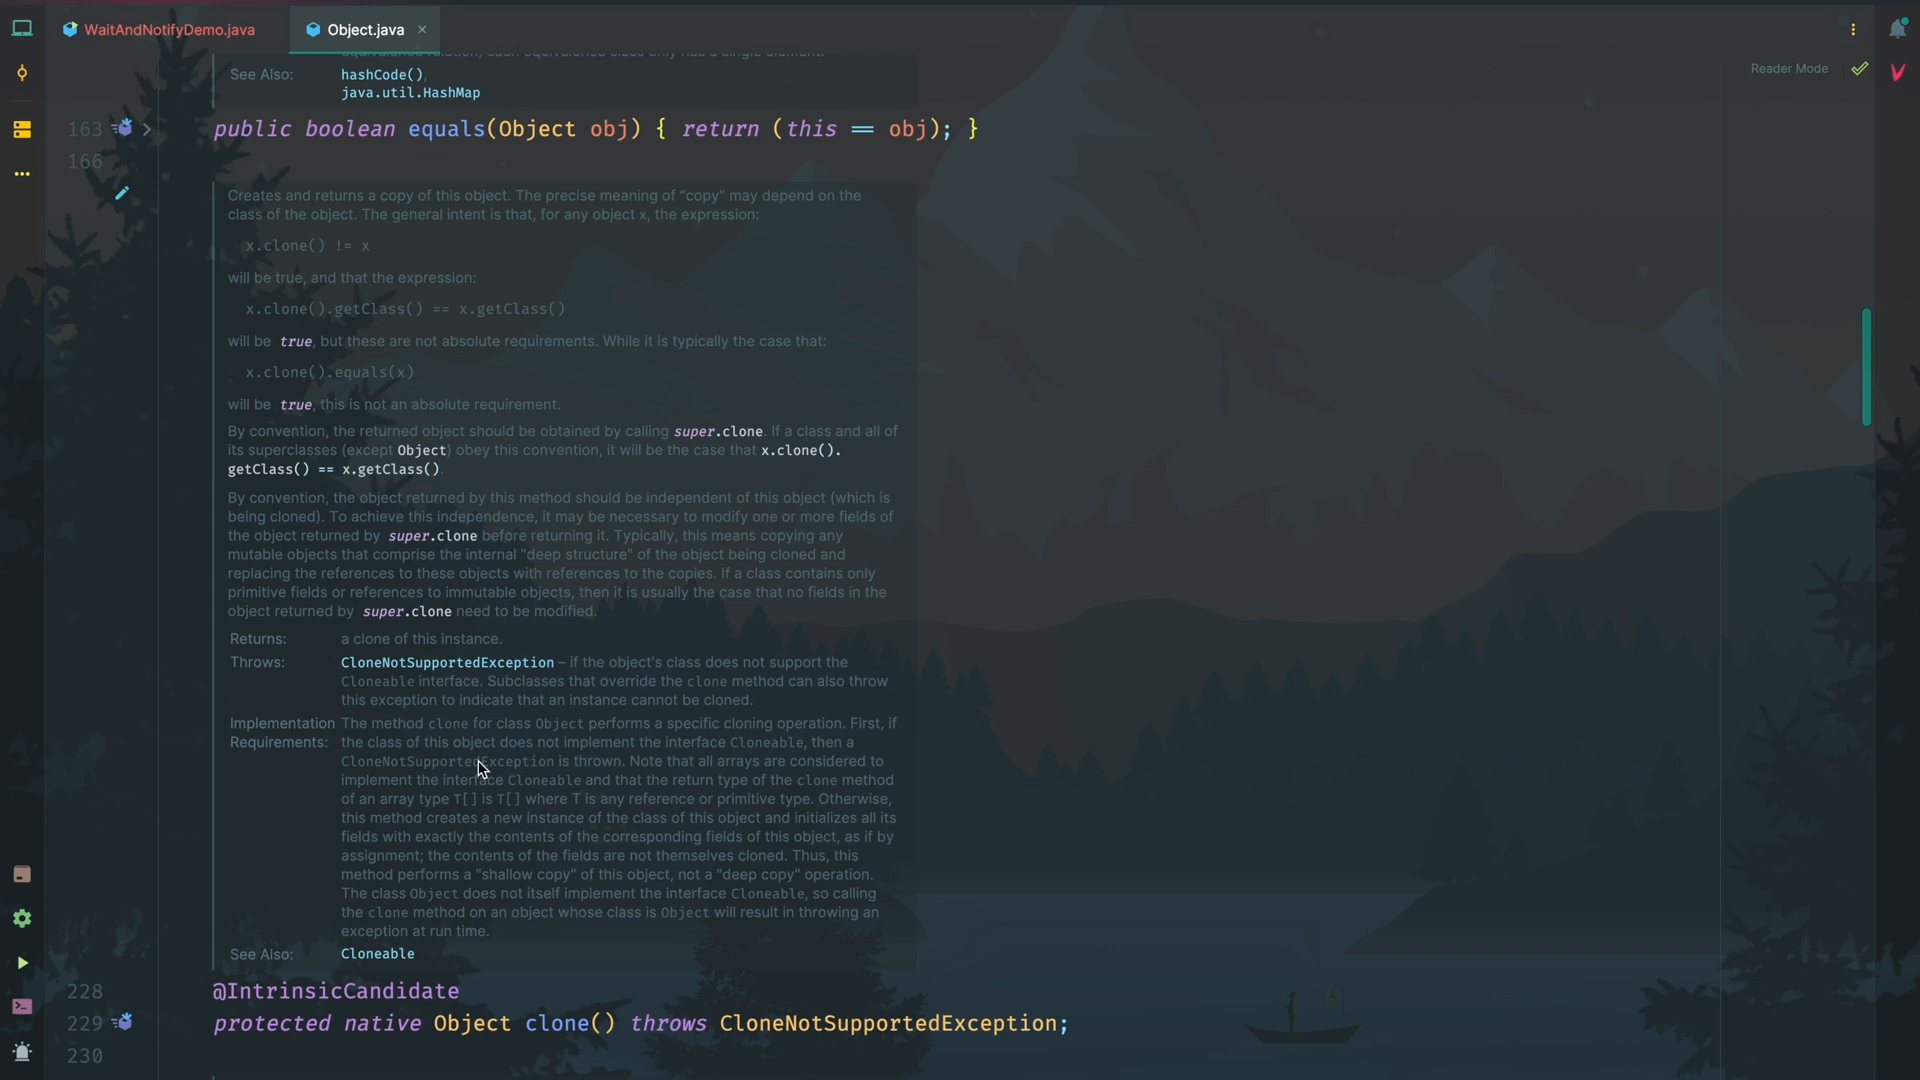 WaitAndNotifyDemo.java
Object.java
Reader Mode
equivalence relation, each equivalence class only has a single element.
See Also: hashCode(),
java.util.HashMap
163 public boolean equals(Object obj) { return (this == obj); }
166
Creates and returns a copy of this object. The precise meaning of "copy" may depend on the
class of the object. The general intent is that, for any object x, the expression:
x.clone() != x
will be true, and that the expression:
x.clone().getClass() == x.getClass()
will be true, but these are not absolute requirements. While it is typically the case that:
x.clone().equals(x)
will be true, this is not an absolute requirement.
By convention, the returned object should be obtained by calling super.clone. If a class and all of
its superclasses (except Object) obey this convention, it will be the case that x.clone().
getClass() == x.getClass().
By convention, the object returned by this method should be independent of this object (which is
being cloned). To achieve this independence, it may be necessary to modify one or more fields of
the object returned by super.clone before returning it. Typically, this means copying any
mutable objects that comprise the internal "deep structure" of the object being cloned and
replacing the references to these objects with references to the copies. If a class contains only
primitive fields or references to immutable objects, then it is usually the case that no fields in the
object returned by super.clone need to be modified.
Returns: a clone of this instance.
Throws: CloneNotSupportedException – if the object's class does not support the
Cloneable interface. Subclasses that override the clone method can also throw
this exception to indicate that an instance cannot be cloned.
Implementation The method clone for class Object performs a specific cloning operation. First, if
Requirements: the class of this object does not implement the interface Cloneable, then a
CloneNotSupportedException is thrown. Note that all arrays are considered to
implement the interface Cloneable and that the return type of the clone method
of an array type T[] is T[] where T is any reference or primitive type. Otherwise,
this method creates a new instance of the class of this object and initializes all its
fields with exactly the contents of the corresponding fields of this object, as if by
assignment; the contents of the fields are not themselves cloned. Thus, this
method performs a "shallow copy" of this object, not a "deep copy" operation.
The class Object does not itself implement the interface Cloneable, so calling
the clone method on an object whose class is Object will result in throwing an
exception at run time.
See Also: Cloneable
228 @IntrinsicCandidate
229 protected native Object clone() throws CloneNotSupportedException;
230